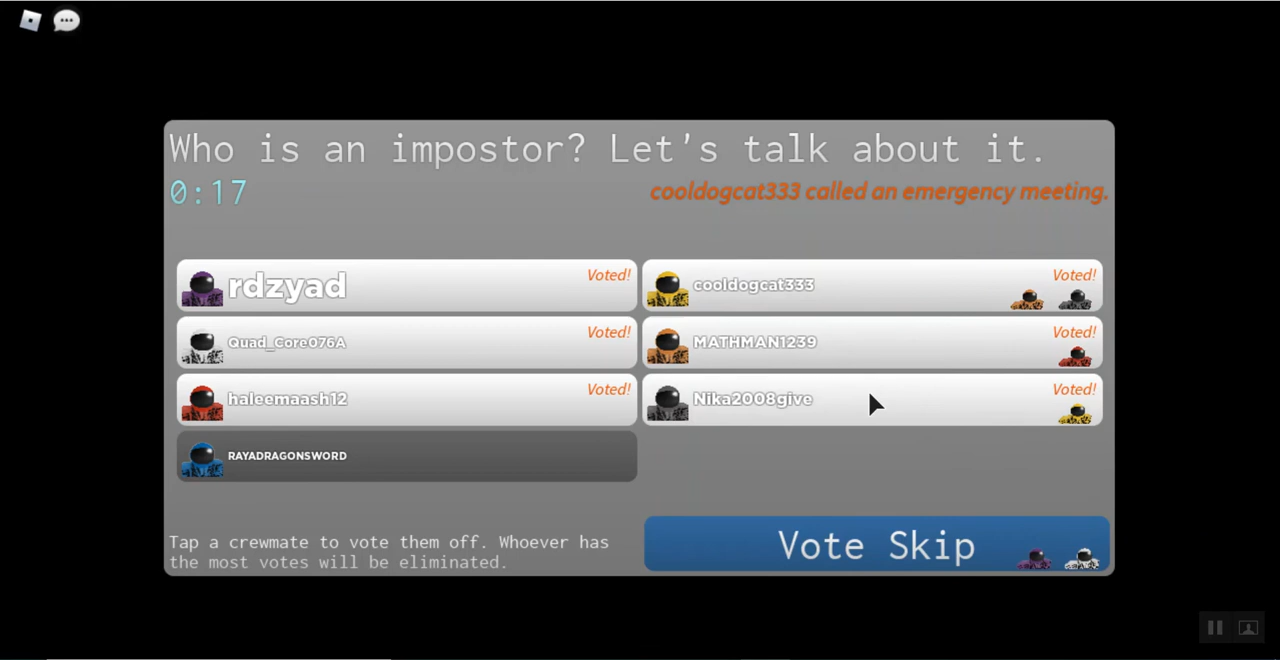 Who is an impostor? Let's talk about it.
0:17
cooldogcat333 called an emergency meeting.
rdzyad
Voted!
cooldogcat333
Voted!
Quad_Core076A
Voted!
MATHMAN1239
Voted!
haleemaash12
Voted!
Nika2008give
Voted!
RAYADRAGONSWORD
Tap a crewmate to vote them off. Whoever has
the most votes will be eliminated.
Vote Skip